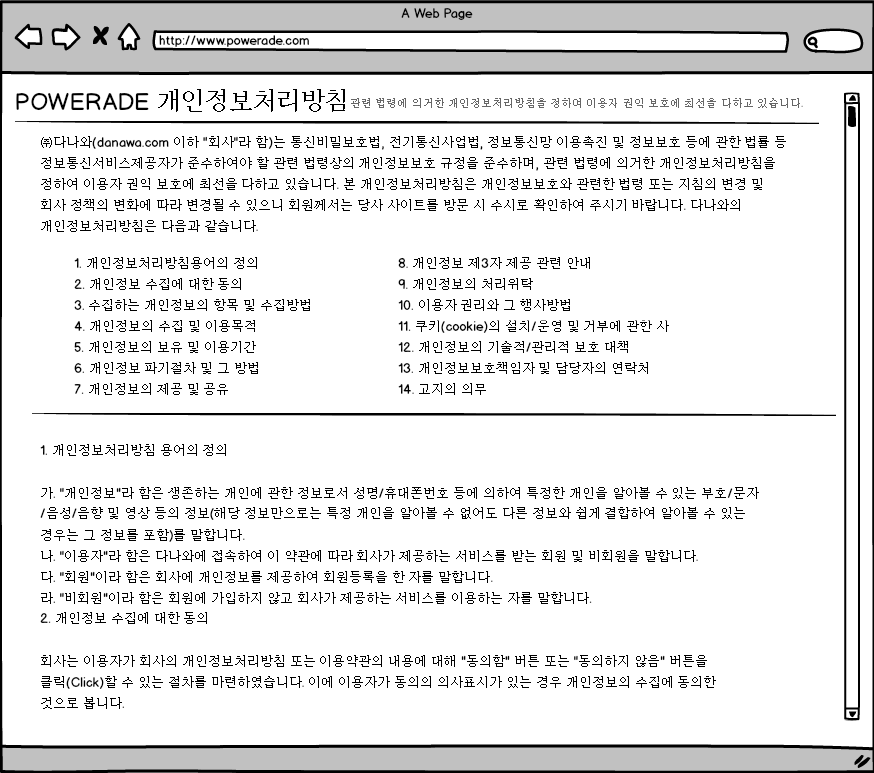 A Web Page
http://www.powerade.com
POWERADE 개인정보처리방침 관련 법령에 의거한 개인정보처리방침을 정하여 이용자 권익 보호에 최선을 다하고 있습니다.
㈜다나와(danawa.com 이하 "회사"라 함)는 통신비밀보호법, 전기통신사업법, 정보통신망 이용촉진 및 정보보호 등에 관한 법률 등
정보통신서비스제공자가 준수하여야 할 관련 법령상의 개인정보보호 규정을 준수하며, 관련 법령에 의거한 개인정보처리방침을
정하여 이용자 권익 보호에 최선을 다하고 있습니다. 본 개인정보처리방침은 개인정보보호와 관련한 법령 또는 지침의 변경 및
회사 정책의 변화에 따라 변경될 수 있으니 회원께서는 당사 사이트를 방문 시 수시로 확인하여 주시기 바랍니다. 다나와의
개인정보처리방침은 다음과 같습니다.
1. 개인정보처리방침용어의 정의
2. 개인정보 수집에 대한 동의
3. 수집하는 개인정보의 항목 및 수집방법
4. 개인정보의 수집 및 이용목적
5. 개인정보의 보유 및 이용기간
6. 개인정보 파기절차 및 그 방법
7. 개인정보의 제공 및 공유
8. 개인정보 제3자 제공 관련 안내
9. 개인정보의 처리위탁
10. 이용자 권리와 그 행사방법
11. 쿠키(cookie)의 설치/운영 및 거부에 관한 사
12. 개인정보의 기술적/관리적 보호 대책
13. 개인정보보호책임자 및 담당자의 연락처
14. 고지의 의무
1. 개인정보처리방침 용어의 정의
가. "개인정보"라 함은 생존하는 개인에 관한 정보로서 성명/휴대폰번호 등에 의하여 특정한 개인을 알아볼 수 있는 부호/문자
/음성/음향 및 영상 등의 정보(해당 정보만으로는 특정 개인을 알아볼 수 없어도 다른 정보와 쉽게 결합하여 알아볼 수 있는
경우는 그 정보를 포함)를 말합니다.
나. "이용자"라 함은 다나와에 접속하여 이 약관에 따라 회사가 제공하는 서비스를 받는 회원 및 비회원을 말합니다.
다. "회원"이라 함은 회사에 개인정보를 제공하여 회원등록을 한 자를 말합니다.
라. "비회원"이라 함은 회원에 가입하지 않고 회사가 제공하는 서비스를 이용하는 자를 말합니다.
2. 개인정보 수집에 대한 동의
회사는 이용자가 회사의 개인정보처리방침 또는 이용약관의 내용에 대해 "동의함" 버튼 또는 "동의하지 않음" 버튼을
클릭(Click)할 수 있는 절차를 마련하였습니다. 이에 이용자가 동의의 의사표시가 있는 경우 개인정보의 수집에 동의한
것으로 봅니다.